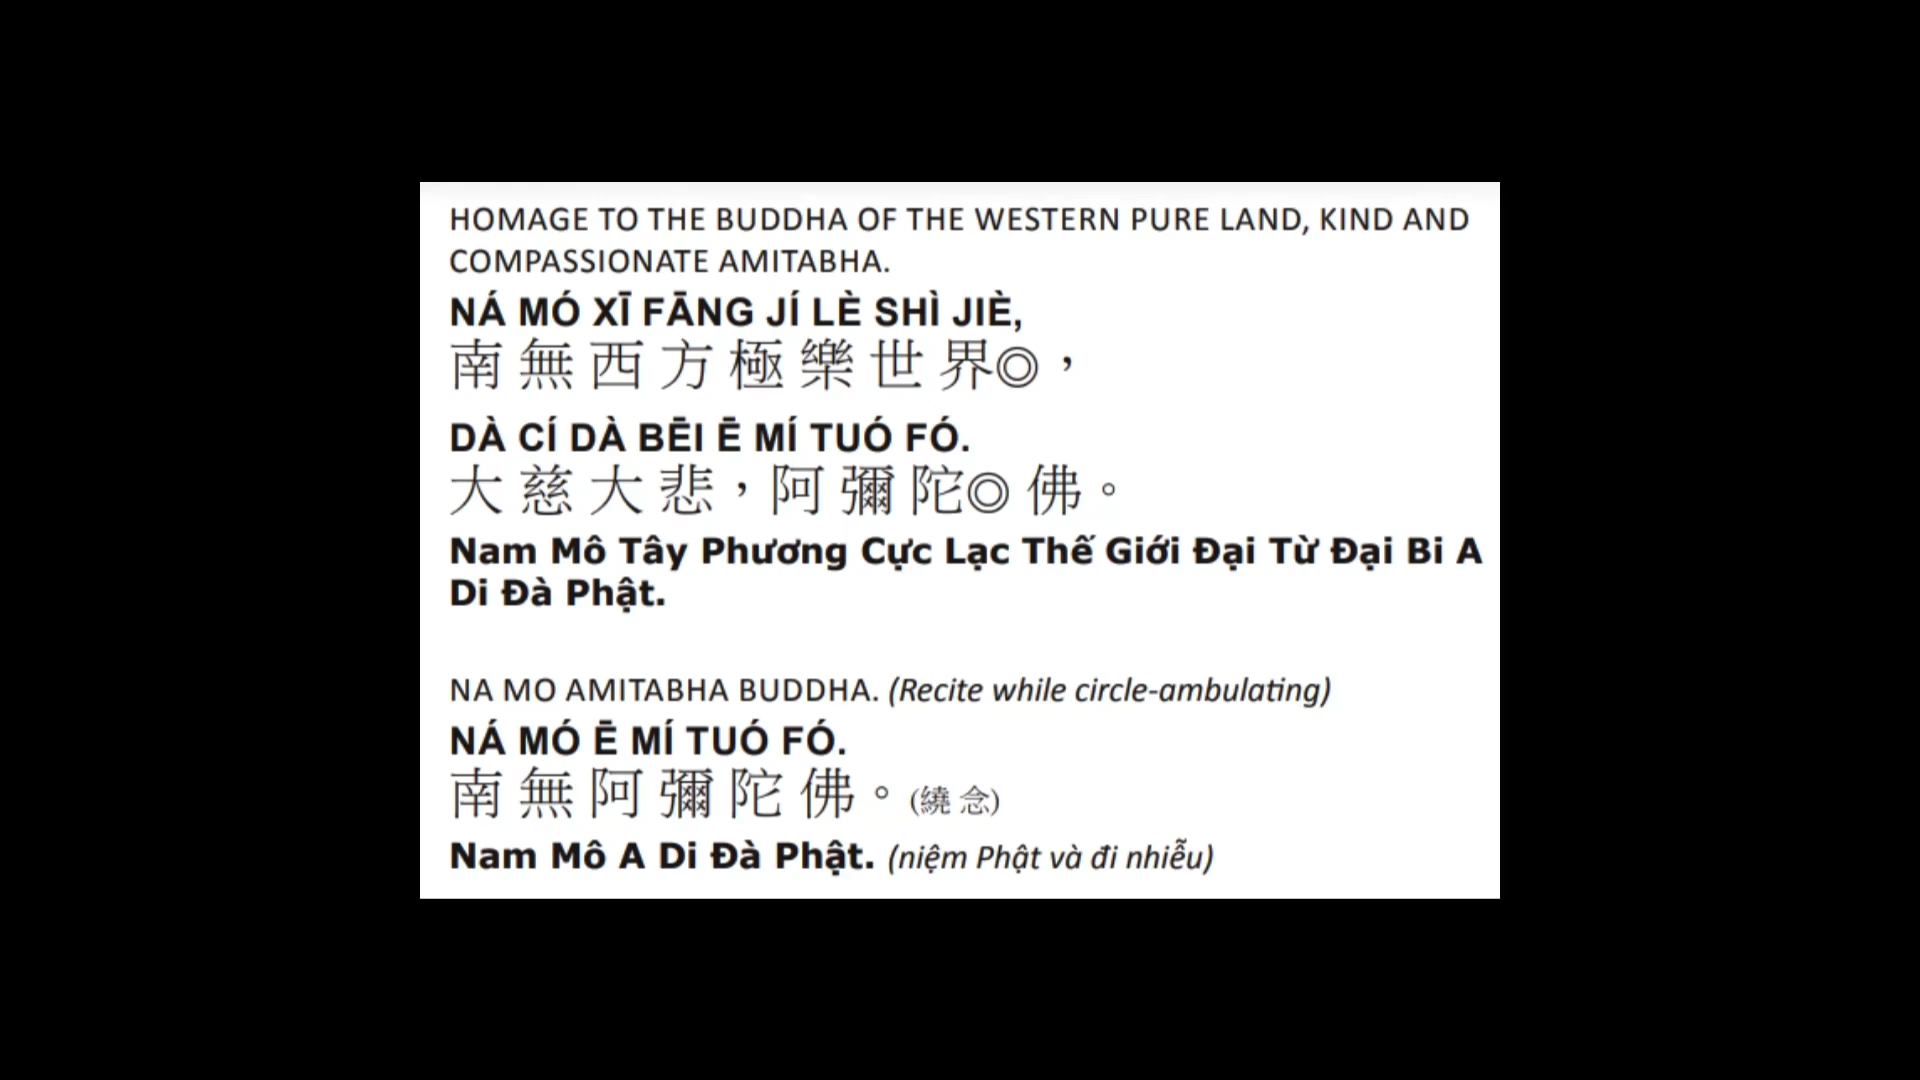 HOMAGE TO THE BUDDHA OF THE WESTERN PURE LAND, KIND AND
COMPASSIONATE AMITABHA.
NÁ MÓ XĪ FĀNG JÍ LÈ SHÌ JIÈ,
南 無 西 方 極 樂 世 界◎，
DÀ CÍ DÀ BĒI Ē MÍ TUÓ FÓ.
大 慈 大 悲，阿 彌 陀◎ 佛。
Nam Mô Tây Phương Cực Lạc Thế Giới Đại Từ Đại Bi A
Di Đà Phật.
NA MO AMITABHA BUDDHA. (Recite while circle-ambulating)
NÁ MÓ Ē MÍ TUÓ FÓ.
南 無 阿 彌 陀 佛。(繞 念)
Nam Mô A Di Đà Phật. (niệm Phật và đi nhiễu)